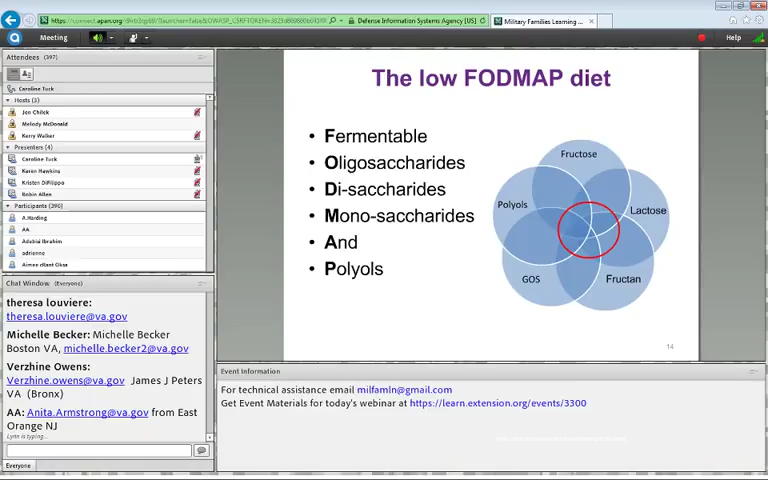 Defense Information Systems Agency [US]
Military Families Learning ...
Meeting
Help
Attendees (397)
Caroline Tuck
Hosts (3)
Jen Chilek
Melody McDonald
Kerry Walker
Presenters (4)
Caroline Tuck
Karen Hawkins
Kristen DiFilippo
Robin Allen
Participants (390)
A.Harding
AA
Adubisi Ibrahim
adrienne
Chat Window (Everyone)
theresa louviere:
theresa.louviere@va.gov
Michelle Becker: Michelle Becker
Boston VA, michelle.becker2@va.gov
Verzhine Owens:
Verzhine.owens@va.gov James J Peters
VA (Bronx)
AA: Anita.Armstrong@va.gov from East
Orange NJ
Lynn is typing...
Everyone
The low FODMAP diet
• Fermentable
• Oligosaccharides
• Di-saccharides
• Mono-saccharides
• And
• Polyols
Fructose
Polyols
Lactose
GOS
Fructan
14
Event Information
For technical assistance email milfamln@gmail.com
Get Event Materials for today's webinar at https://learn.extension.org/events/3300